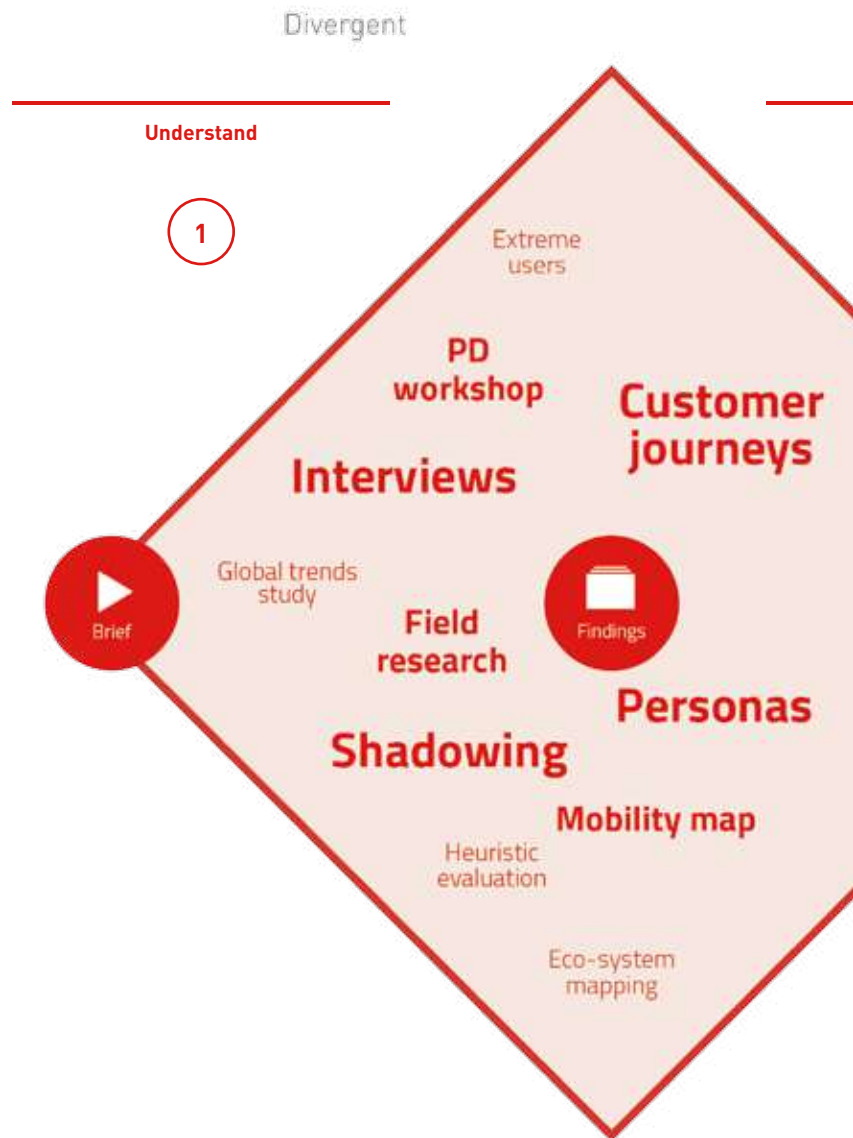 Divergent
Understand
1
Extreme
users
PD
workshop
Customer
journeys
Interviews
Global trends
study
Brief
Field
research
Findings
Personas
Shadowing
Mobility map
Heuristic
evaluation
Eco-system
mapping